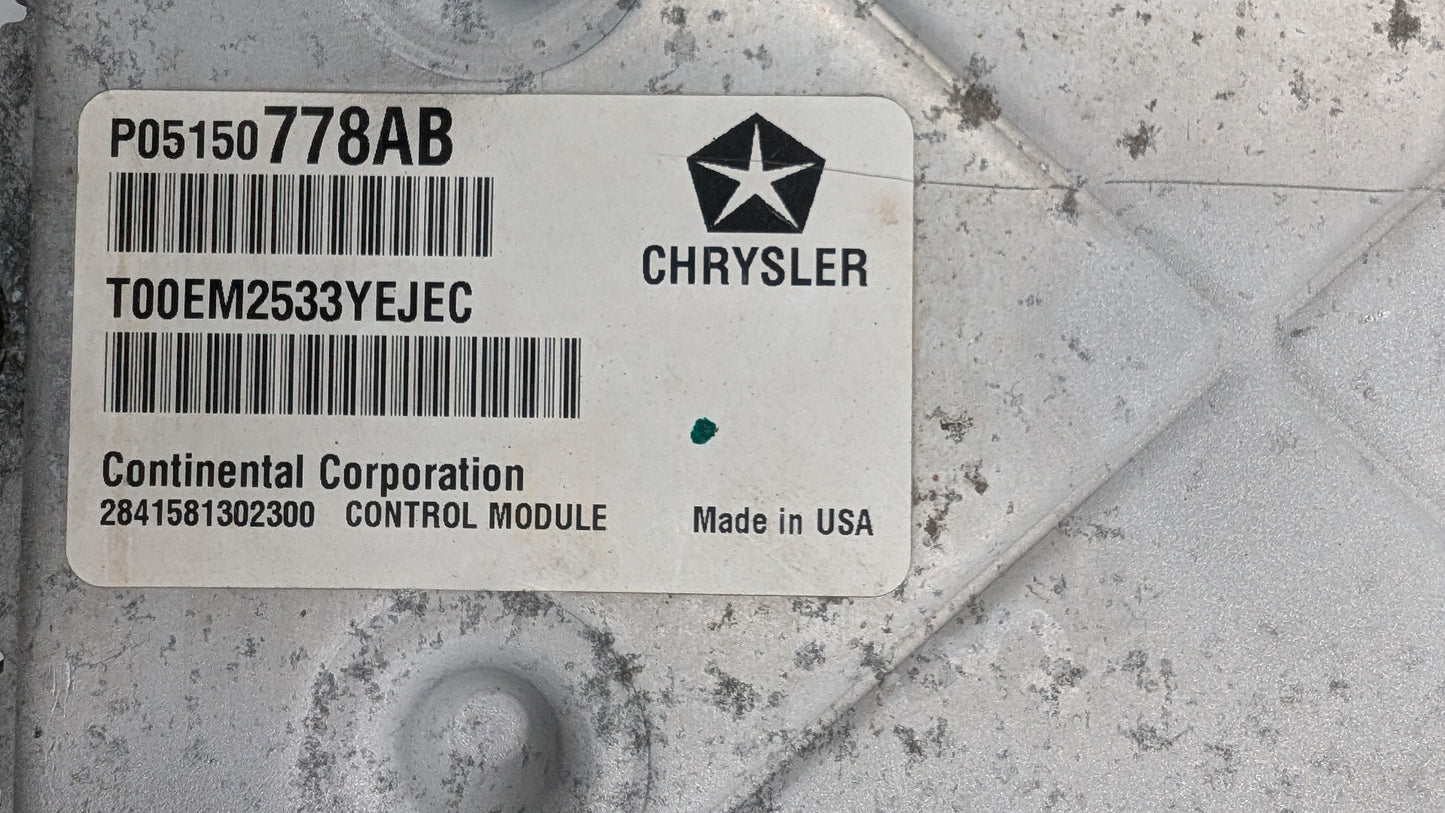 P05150778AB
T00EM2533YEJEC
CHRYSLER
Continental Corporation
2841581302300 CONTROL MODULE
Made in USA